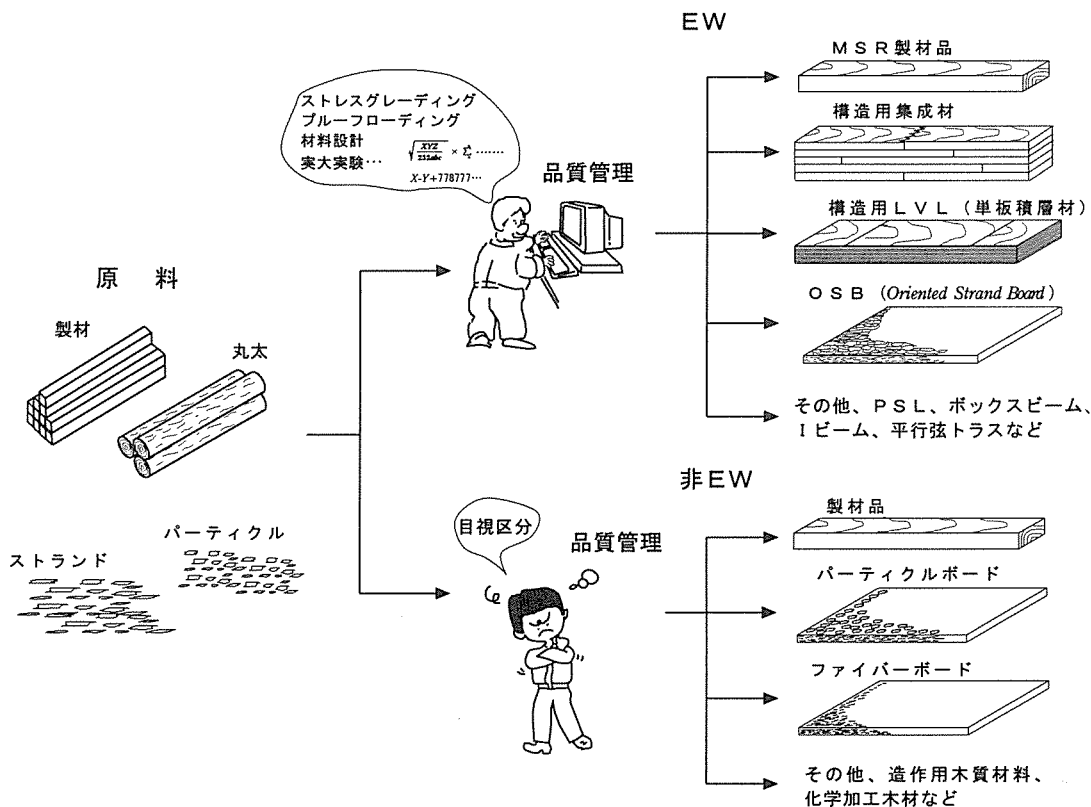 EW
MSR製材品
ストレスグレーディング
プルーフローディング
材料設計
実大実験…
X-Y+778777…
品質管理
構造用集成材
構造用LVL (単板積層材)
OSB (Oriented Strand Board)
その他、PSL、ボックスビーム、
Iビーム、平行弦トラスなど
原 料
製材
丸太
パーティクル
ストランド
非EW
目視区分
品質管理
製材品
パーティクルボード
ファイバーボード
その他、造作用木質材料、
化学加工木材など